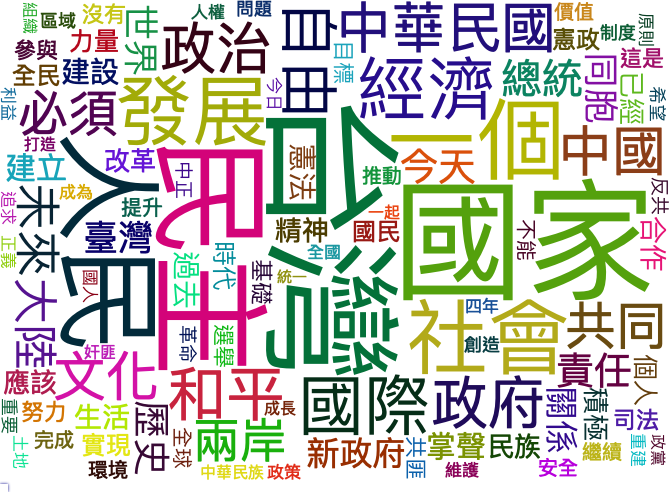 組織
區域
沒有
世界
人權
問題
自由
目標
中華民國
價值
憲政
制度
原則
參與
力量
政治
今日
經濟
總統
同胞
這是
已經
希望
全民
建設
利益
必須
發展
一個
中國
打造
建立
改革
中正
人民
民主
台灣
憲法
推動
今天
國家
反共
合作
追求
正義
未來
成為
提升
臺灣
過去
時代
基礎
精神
全國
國民
一起
不能
統一
國人
大陸
奸匪
革命
選舉
社會
四年
創造
共同
應該
文化
和平
成長
國際
政府
責任
關係
個人
積極
司法
政黨
重建
重要
土地
努力
完成
生活
實現
環境
歷史
全球
兩岸
中華民族
政策
新政府
共匪
掌聲
維護
民族
安全
繼續